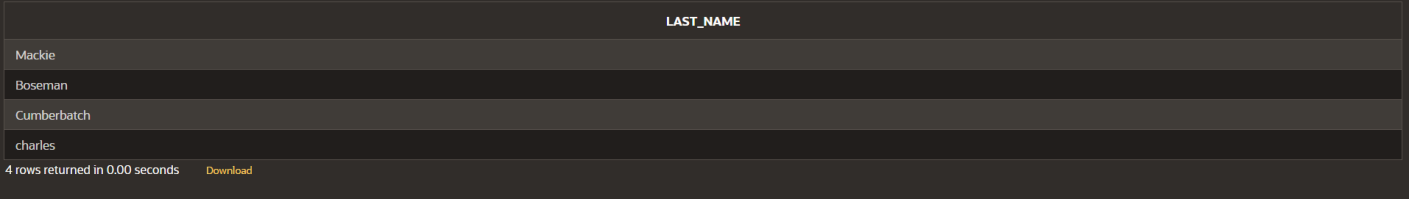 LAST_NAME
Mackie
Boseman
Cumberbatch
charles
4 rows returned in 0.00 seconds Download